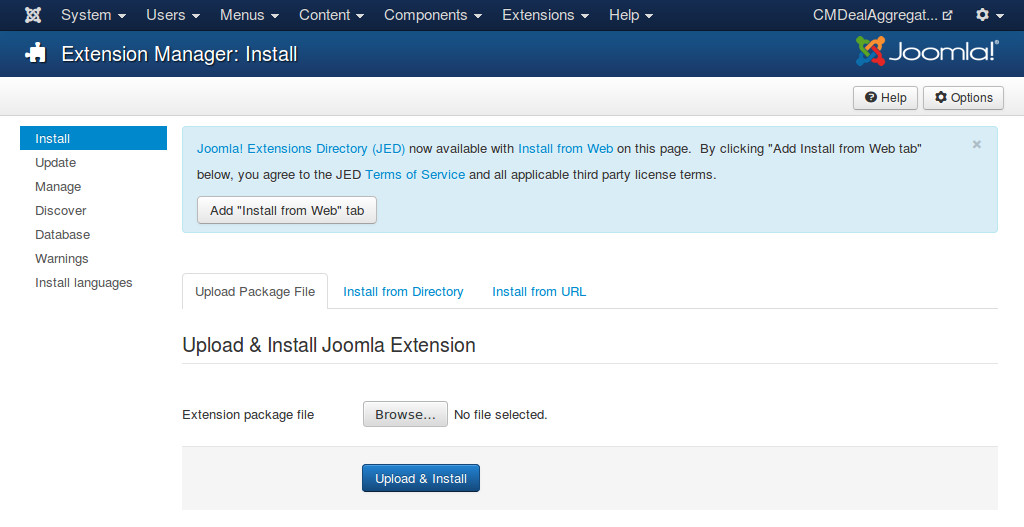 System Users Menus Content Components Extensions Help CMDealAggregat...
Extension Manager: Install
Joomla!®
Help Options
Install
Update
Manage
Discover
Database
Warnings
Install languages
Joomla! Extensions Directory (JED) now available with Install from Web on this page. By clicking "Add Install from Web tab"
below, you agree to the JED Terms of Service and all applicable third party license terms.
×
Add "Install from Web" tab
Upload Package File Install from Directory Install from URL
Upload & Install Joomla Extension
Extension package file Browse... No file selected.
Upload & Install